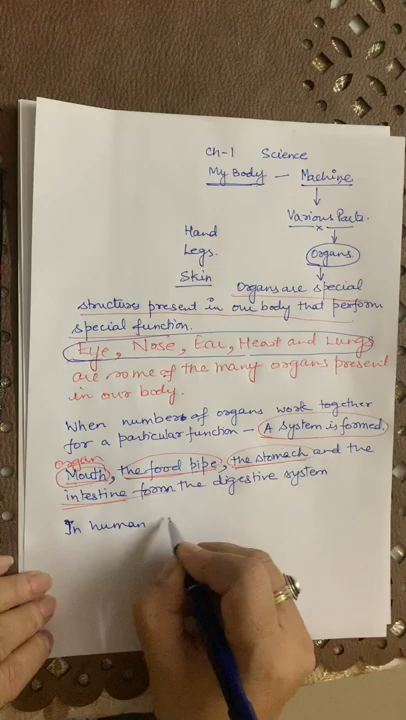 Ch-1 Science
My Body — Machine
Various Parts.
×
Hand
Legs.
Organs.
Skin
Organs are special
structures present in our body that perform
special function.
Eye, Nose, Ear, Heart and Lungs
are some of the many organs present
in our body.
When numbers of organs work together
for a particular function – A system is formed.
organ
Mouth, the food pipe, the stomach and the
intestine form the digestive system
In human